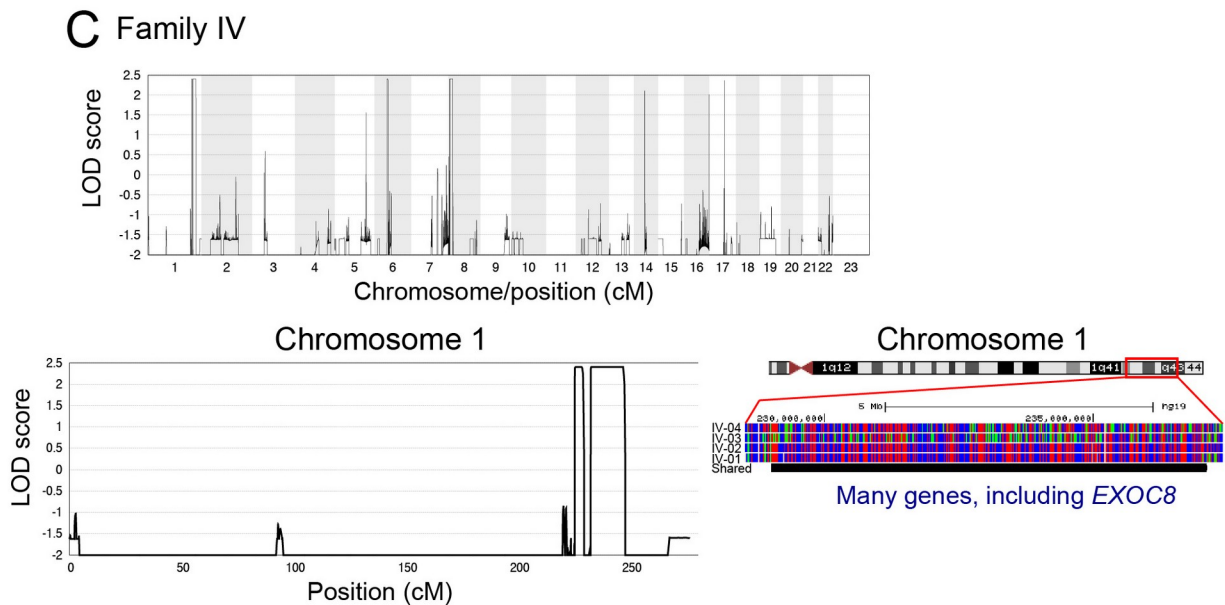 C Family IV
LOD score
2.5
2
1.5
1
0.5
0
-0.5
-1
-1.5
-2
1 2 3 4 5 6 7 8 9 10 11 12 13 14 15 16 17 18 19 20 21 22 23
Chromosome/position (cM)
Chromosome 1
LOD score
2.5
2
1.5
1
0.5
0
-0.5
-1
-1.5
-2
0 50 100 150 200 250
Position (cM)
Chromosome 1
1q12 1q41 q43 44
5 Mb hg19
230,000,000 235,000,000
IV-04
IV-03
IV-02
IV-01
Shared
Many genes, including EXOC8